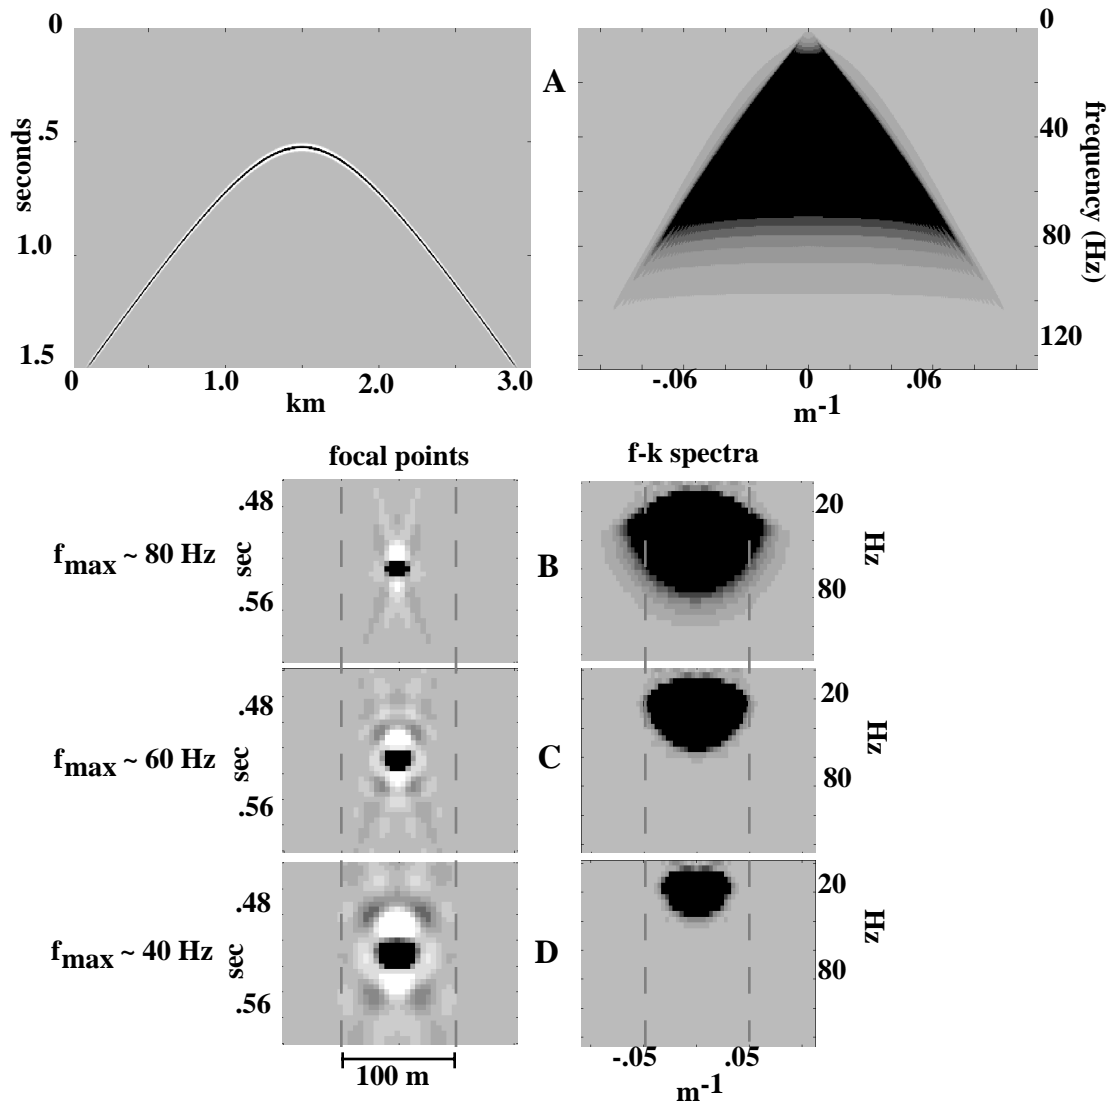 0
.5
1.0
1.5
seconds
0
1.0
2.0
3.0
km
A
0
40
80
120
frequency (Hz)
-.06
0
.06
m-1
focal points
f-k spectra
fmax ~ 80 Hz
sec
.48
.56
B
20
80
Hz
fmax ~ 60 Hz
sec
.48
.56
C
20
80
Hz
fmax ~ 40 Hz
sec
.48
.56
D
20
80
Hz
100 m
-.05
.05
m-1